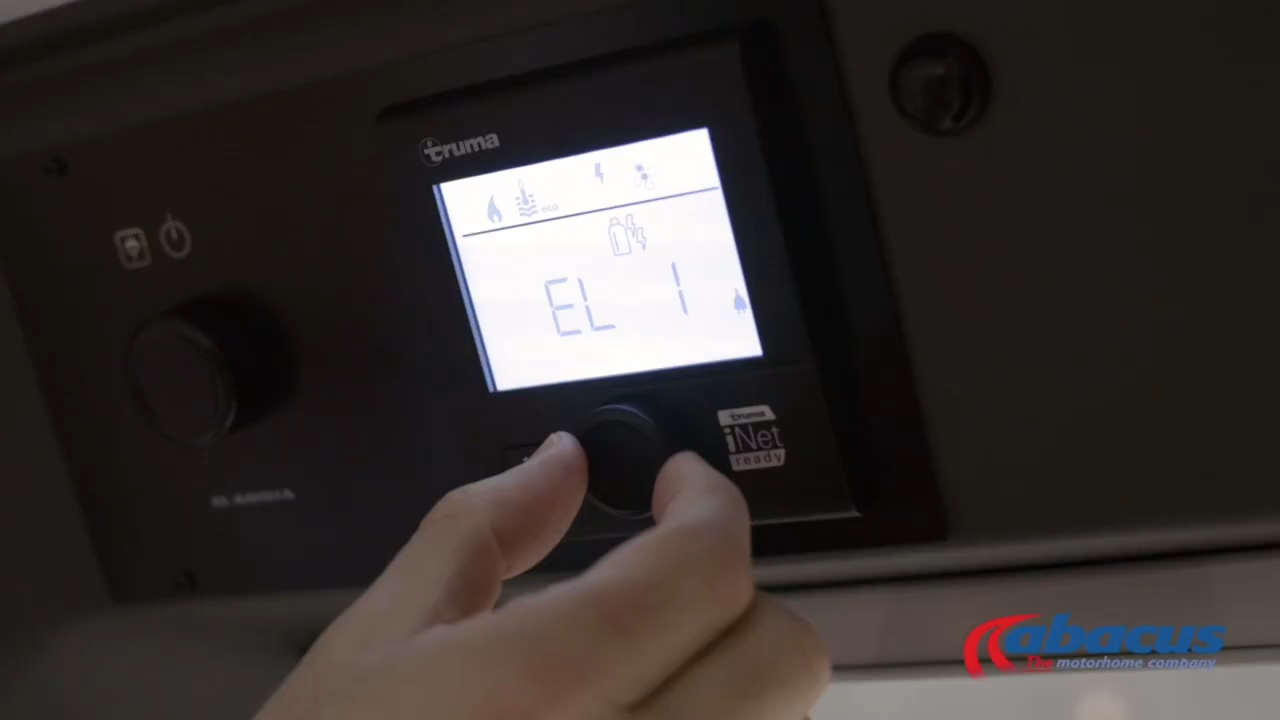 truma
eco
EL 1
truma
iNet
ready
abacus
The motorhome company